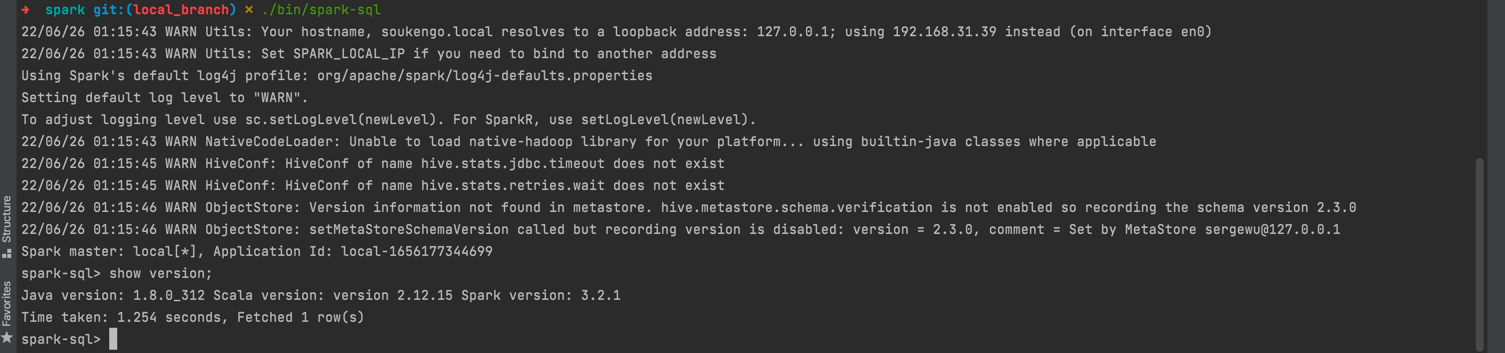 ➜ spark git:(local_branch) ✗ ./bin/spark-sql
22/06/26 01:15:43 WARN Utils: Your hostname, soukengo.local resolves to a loopback address: 127.0.0.1; using 192.168.31.39 instead (on interface en0)
22/06/26 01:15:43 WARN Utils: Set SPARK_LOCAL_IP if you need to bind to another address
Using Spark's default log4j profile: org/apache/spark/log4j-defaults.properties
Setting default log level to "WARN".
To adjust logging level use sc.setLogLevel(newLevel). For SparkR, use setLogLevel(newLevel).
22/06/26 01:15:43 WARN NativeCodeLoader: Unable to load native-hadoop library for your platform... using builtin-java classes where applicable
22/06/26 01:15:45 WARN HiveConf: HiveConf of name hive.stats.jdbc.timeout does not exist
22/06/26 01:15:45 WARN HiveConf: HiveConf of name hive.stats.retries.wait does not exist
22/06/26 01:15:46 WARN ObjectStore: Version information not found in metastore. hive.metastore.schema.verification is not enabled so recording the schema version 2.3.0
22/06/26 01:15:46 WARN ObjectStore: setMetaStoreSchemaVersion called but recording version is disabled: version = 2.3.0, comment = Set by MetaStore sergewu@127.0.0.1
Spark master: local[*], Application Id: local-1656177344699
spark-sql> show version;
Java version: 1.8.0_312 Scala version: version 2.12.15 Spark version: 3.2.1
Time taken: 1.254 seconds, Fetched 1 row(s)
spark-sql>
Structure
Favorites